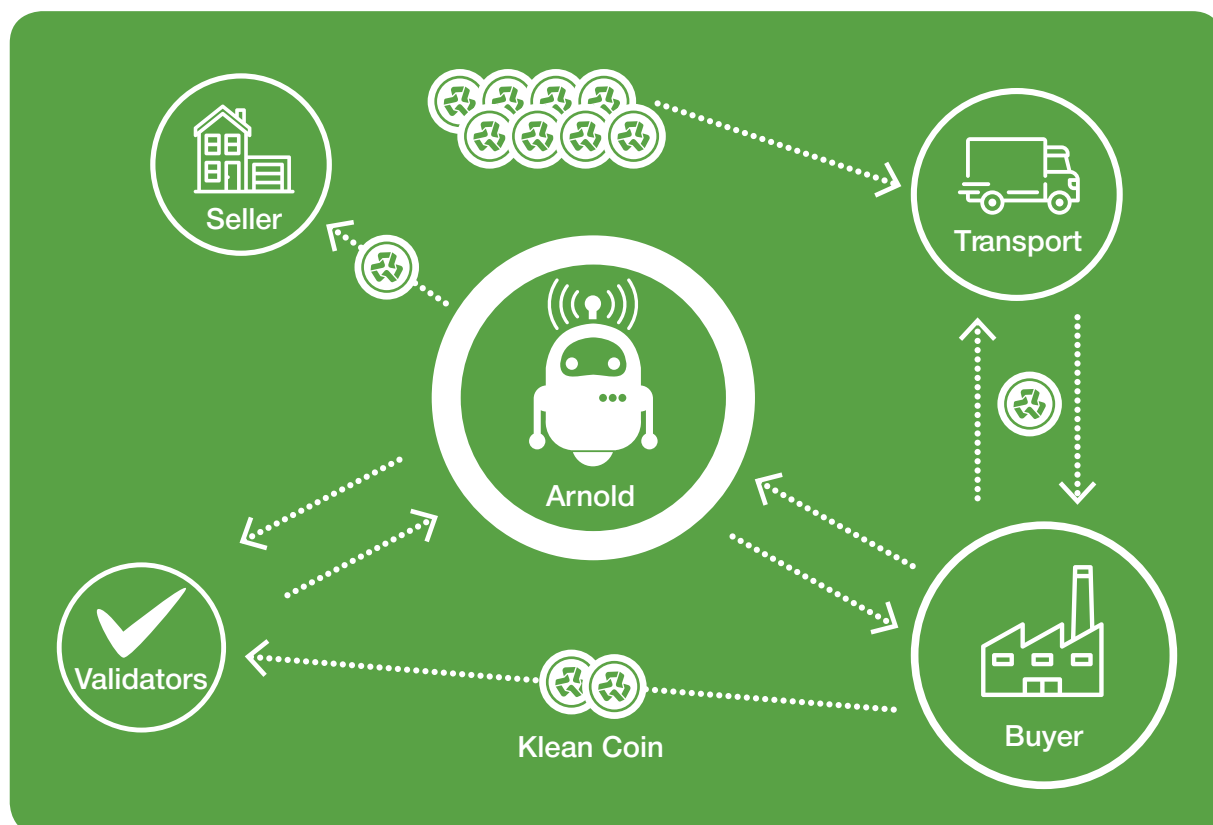 Seller
Transport
Arnold
Validators
Klean Coin
Buyer